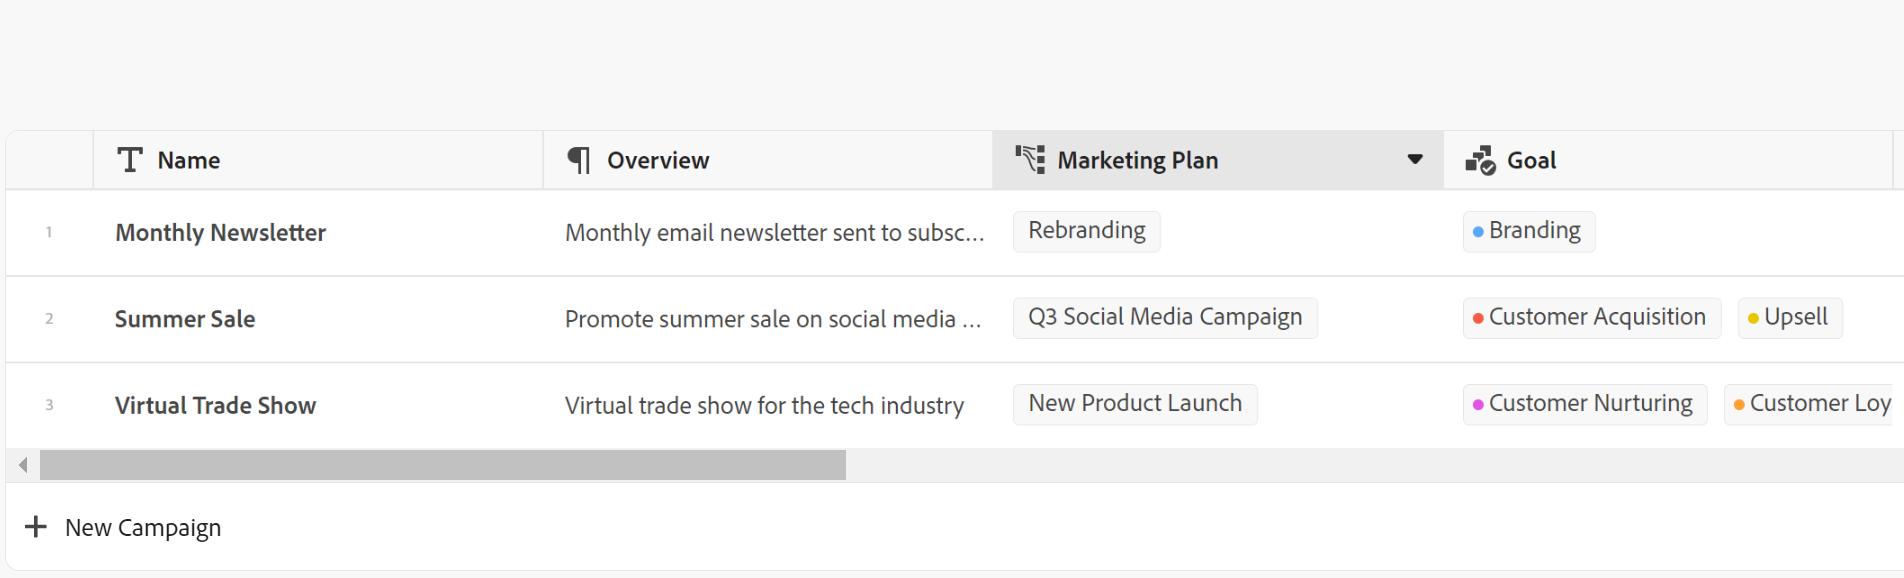 Name Overview Marketing Plan Goal
1 Monthly Newsletter Monthly email newsletter sent to subsc... Rebranding Branding
2 Summer Sale Promote summer sale on social media ... Q3 Social Media Campaign Customer Acquisition Upsell
3 Virtual Trade Show Virtual trade show for the tech industry New Product Launch Customer Nurturing Customer Loy
New Campaign